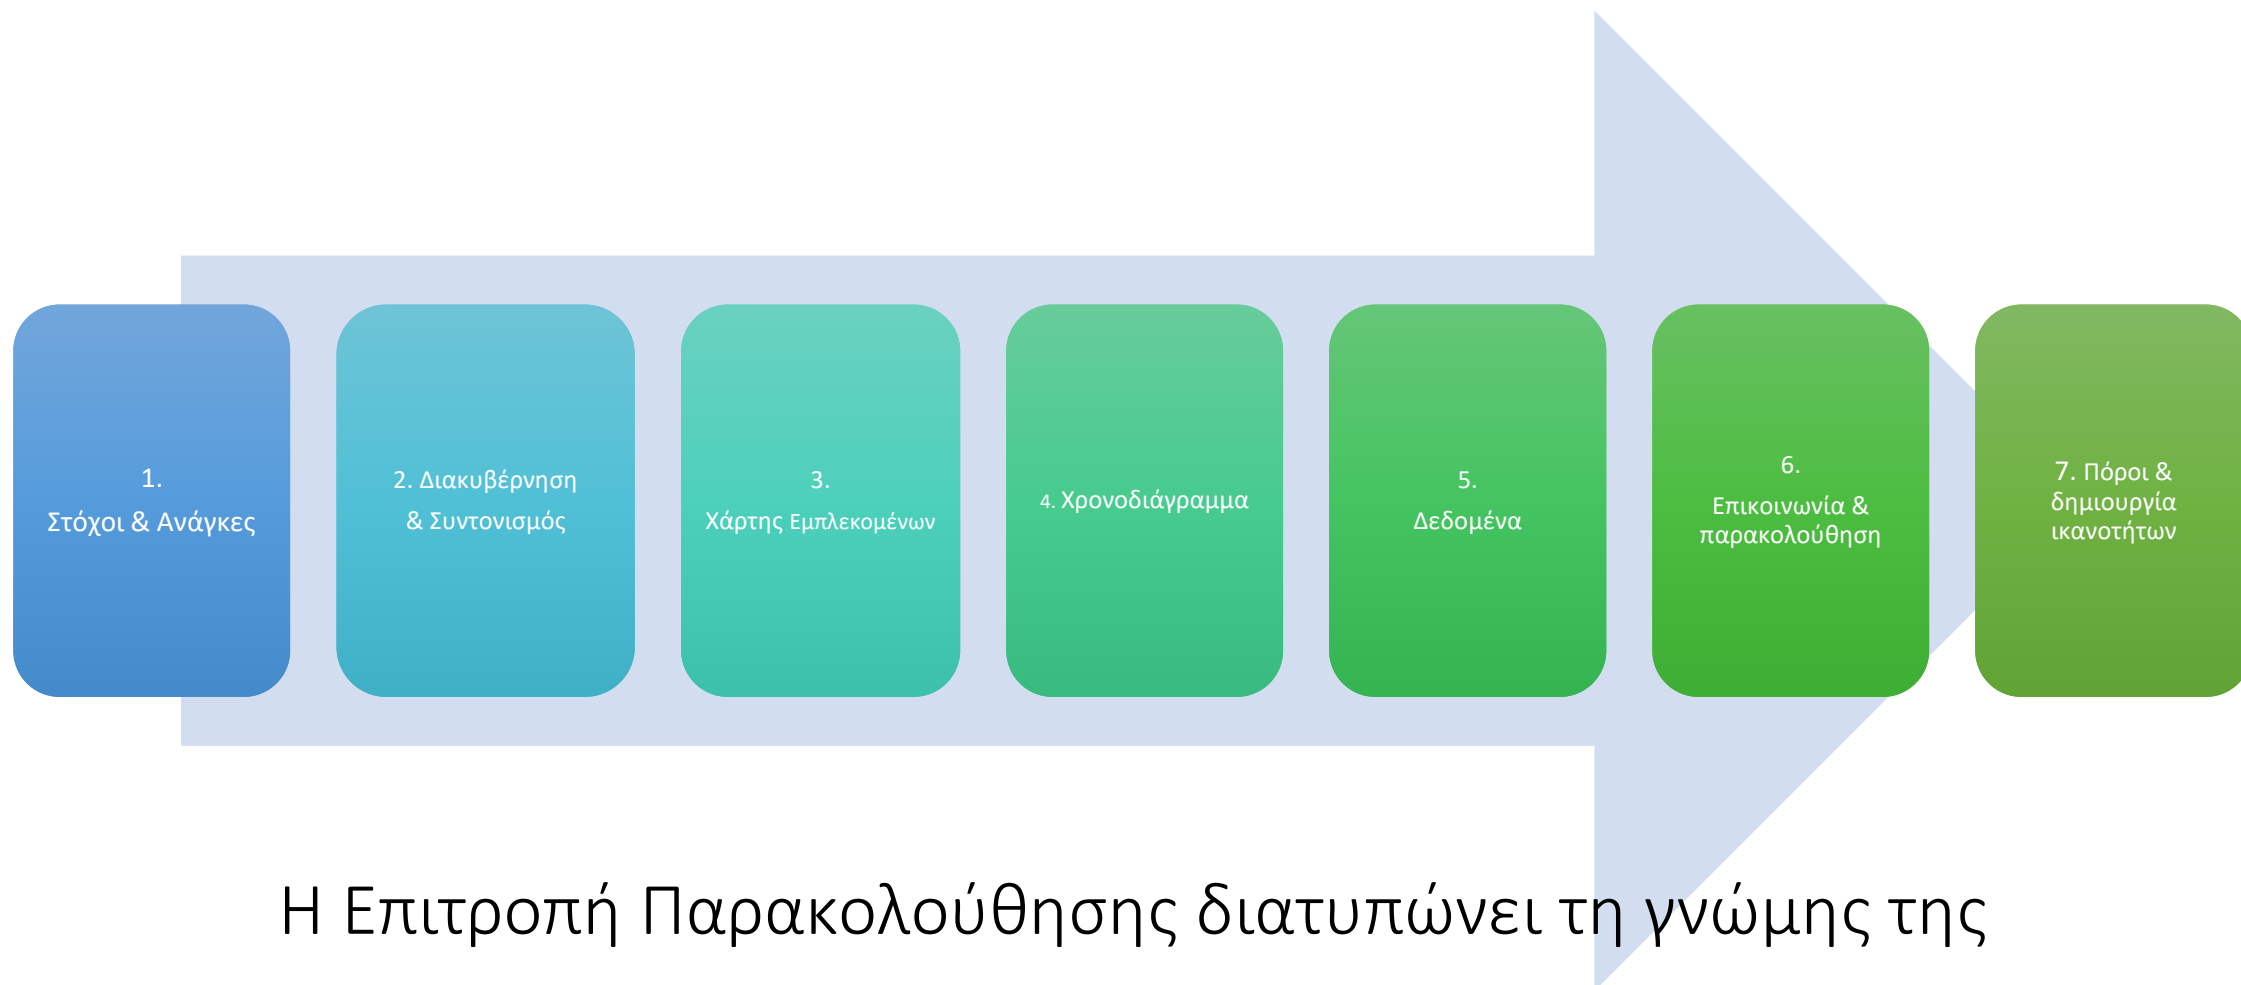 1.
Στόχοι & Ανάγκες
2. Διακυβέρνηση
& Συντονισμός
3.
Χάρτης Εμπλεκομένων
4. Χρονοδιάγραμμα
5.
Δεδομένα
6.
Επικοινωνία &
παρακολούθηση
7. Πόροι &
δημιουργία
ικανοτήτων
Η Επιτροπή Παρακολούθησης διατυπώνει τη γνώμης της